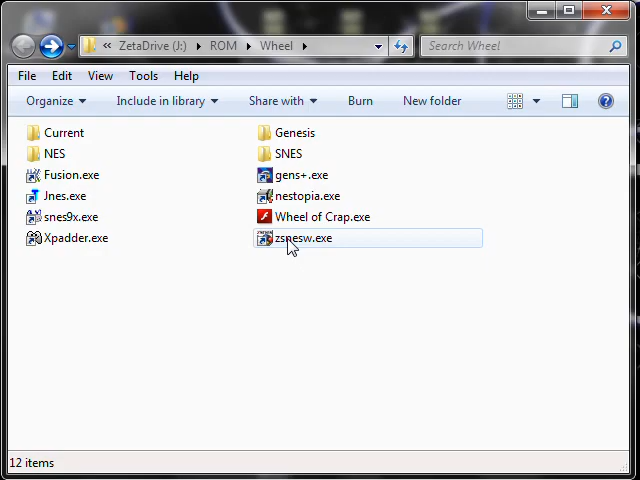 « ZetaDrive (J:) ROM Wheel Search Wheel
File Edit View Tools Help
Organize Include in library Share with Burn New folder
Current Genesis
NES SNES
Fusion.exe gens+.exe
Jnes.exe nestopia.exe
snes9x.exe Wheel of Crap.exe
Xpadder.exe zsnesw.exe
12 items